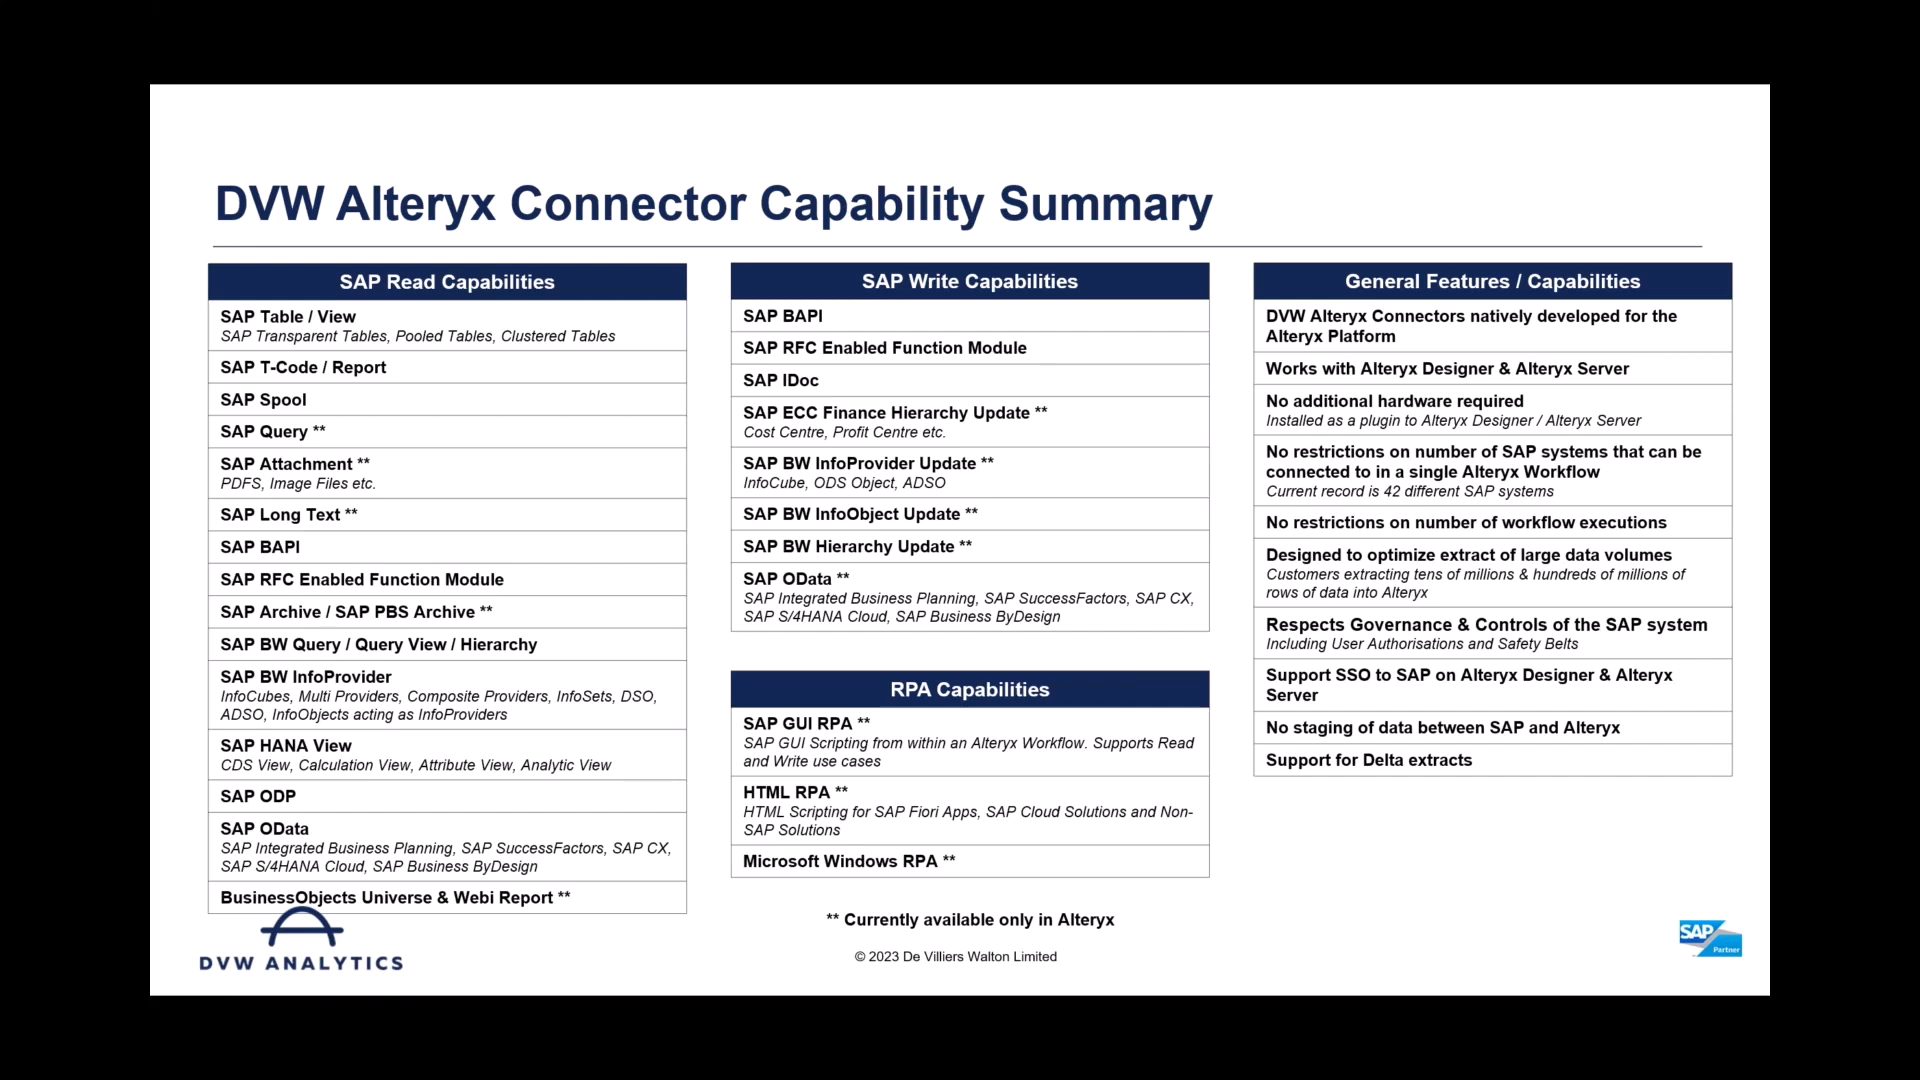 DVW Alteryx Connector Capability Summary
SAP Read Capabilities
SAP Table / View
SAP Transparent Tables, Pooled Tables, Clustered Tables
SAP T-Code / Report
SAP Spool
SAP Query **
SAP Attachment **
PDFS, Image Files etc.
SAP Long Text **
SAP BAPI
SAP RFC Enabled Function Module
SAP Archive / SAP PBS Archive **
SAP BW Query / Query View / Hierarchy
SAP BW InfoProvider
InfoCubes, Multi Providers, Composite Providers, InfoSets, DSO,
ADSO, InfoObjects acting as InfoProviders
SAP HANA View
CDS View, Calculation View, Attribute View, Analytic View
SAP ODP
SAP OData
SAP Integrated Business Planning, SAP SuccessFactors, SAP CX,
SAP S/4HANA Cloud, SAP Business ByDesign
BusinessObjects Universe & Webi Report **
SAP Write Capabilities
SAP BAPI
SAP RFC Enabled Function Module
SAP IDoc
SAP ECC Finance Hierarchy Update **
Cost Centre, Profit Centre etc.
SAP BW InfoProvider Update **
InfoCube, ODS Object, ADSO
SAP BW InfoObject Update **
SAP BW Hierarchy Update **
SAP OData **
SAP Integrated Business Planning, SAP SuccessFactors, SAP CX,
SAP S/4HANA Cloud, SAP Business ByDesign
RPA Capabilities
SAP GUI RPA **
SAP GUI Scripting from within an Alteryx Workflow. Supports Read
and Write use cases
HTML RPA **
HTML Scripting for SAP Fiori Apps, SAP Cloud Solutions and Non-
SAP Solutions
Microsoft Windows RPA **
General Features / Capabilities
DVW Alteryx Connectors natively developed for the
Alteryx Platform
Works with Alteryx Designer & Alteryx Server
No additional hardware required
Installed as a plugin to Alteryx Designer / Alteryx Server
No restrictions on number of SAP systems that can be
connected to in a single Alteryx Workflow
Current record is 42 different SAP systems
No restrictions on number of workflow executions
Designed to optimize extract of large data volumes
Customers extracting tens of millions & hundreds of millions of
rows of data into Alteryx
Respects Governance & Controls of the SAP system
Including User Authorisations and Safety Belts
Support SSO to SAP on Alteryx Designer & Alteryx
Server
No staging of data between SAP and Alteryx
Support for Delta extracts
** Currently available only in Alteryx
© 2023 De Villiers Walton Limited
DVW ANALYTICS
SAP
Partner